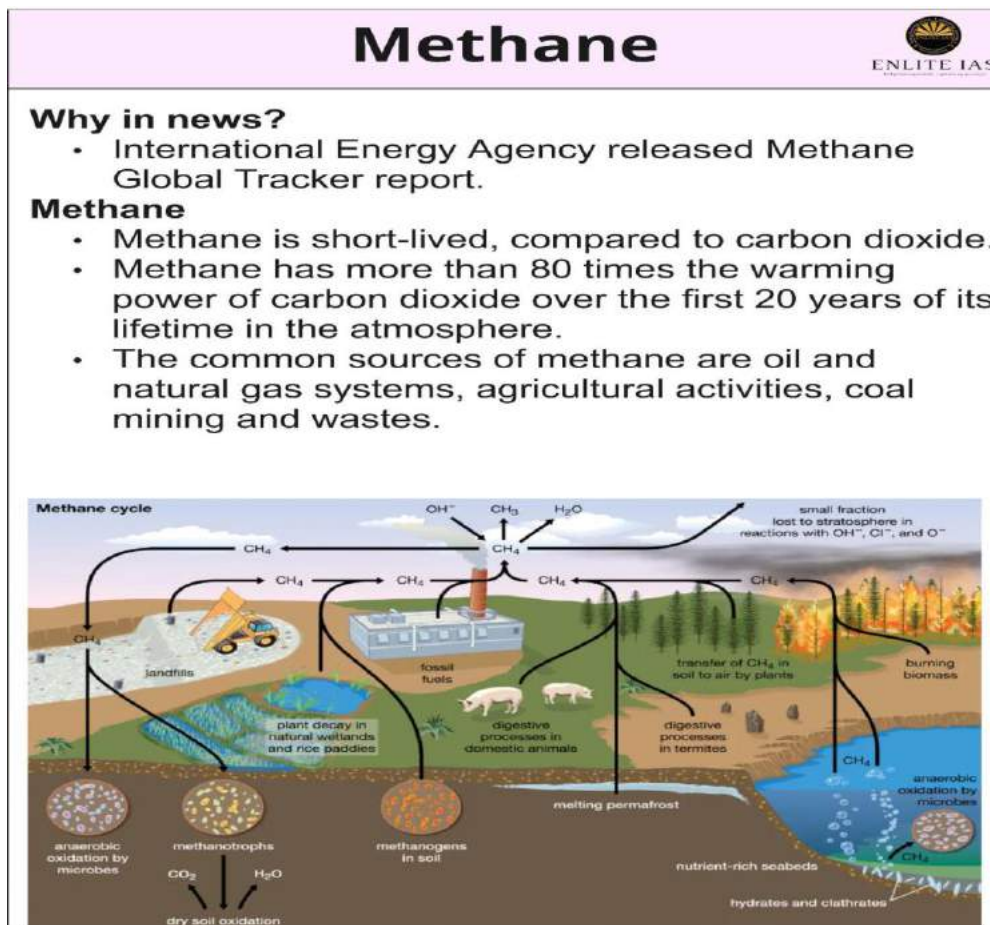 Methane
ENLITE IAS
Why in news?
• International Energy Agency released Methane
Global Tracker report.
Methane
• Methane is short-lived, compared to carbon dioxide.
• Methane has more than 80 times the warming
power of carbon dioxide over the first 20 years of its
lifetime in the atmosphere.
• The common sources of methane are oil and
natural gas systems, agricultural activities, coal
mining and wastes.
Methane cycle
OH⁻
CH₃
H₂O
small fraction
lost to stratosphere in
reactions with OH⁻, Cl⁻, and O⁻
CH₄
CH₄
CH₄
CH₄
CH₄
CH₄
CH₄
landfills
fossil
fuels
transfer of CH₄ in
soil to air by plants
burning
biomass
plant decay in
natural wetlands
and rice paddies
digestive
processes in
domestic animals
digestive
processes
in termites
CH₄
anaerobic
oxidation by
microbes
melting permafrost
anaerobic
oxidation by
microbes
methanotrophs
methanogens
in soil
nutrient-rich seabeds
CH₄
CO₂
H₂O
hydrates and clathrates
dry soil oxidation